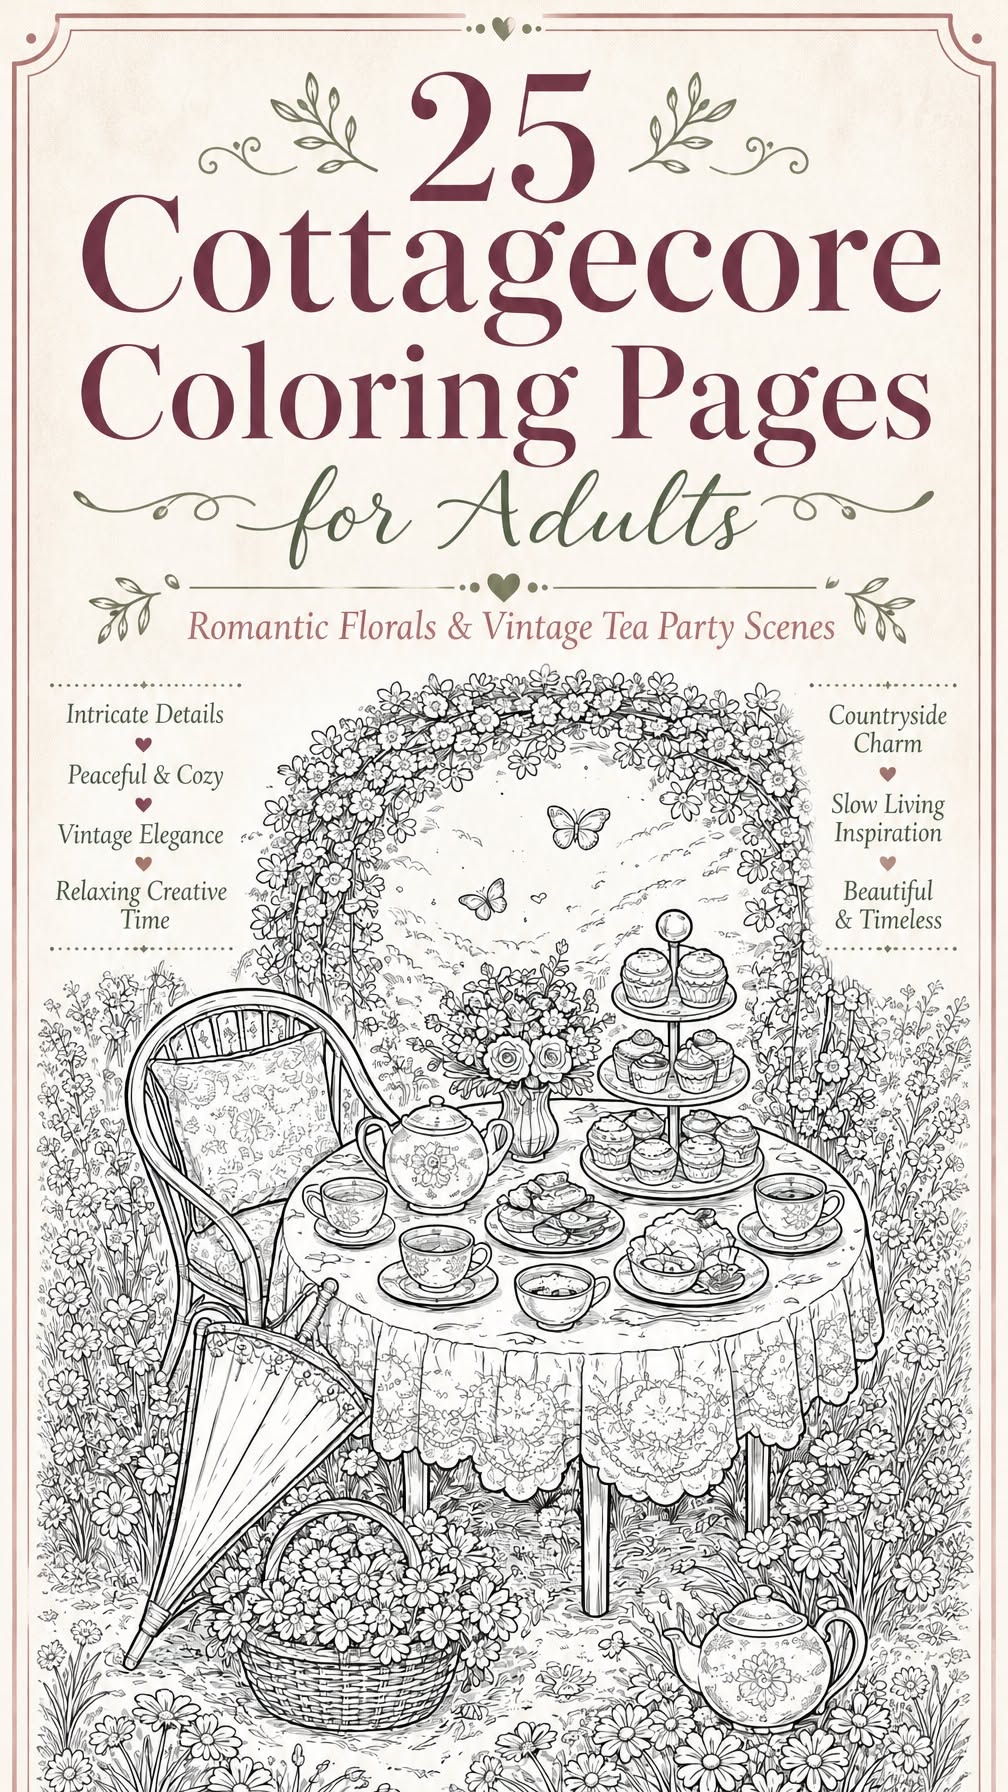 25
Cottagecore
Coloring Pages
for Adults
Romantic Florals & Vintage Tea Party Scenes
Intricate Details
Peaceful & Cozy
Vintage Elegance
Relaxing Creative
Time
Countryside
Charm
Slow Living
Inspiration
Beautiful
& Timeless